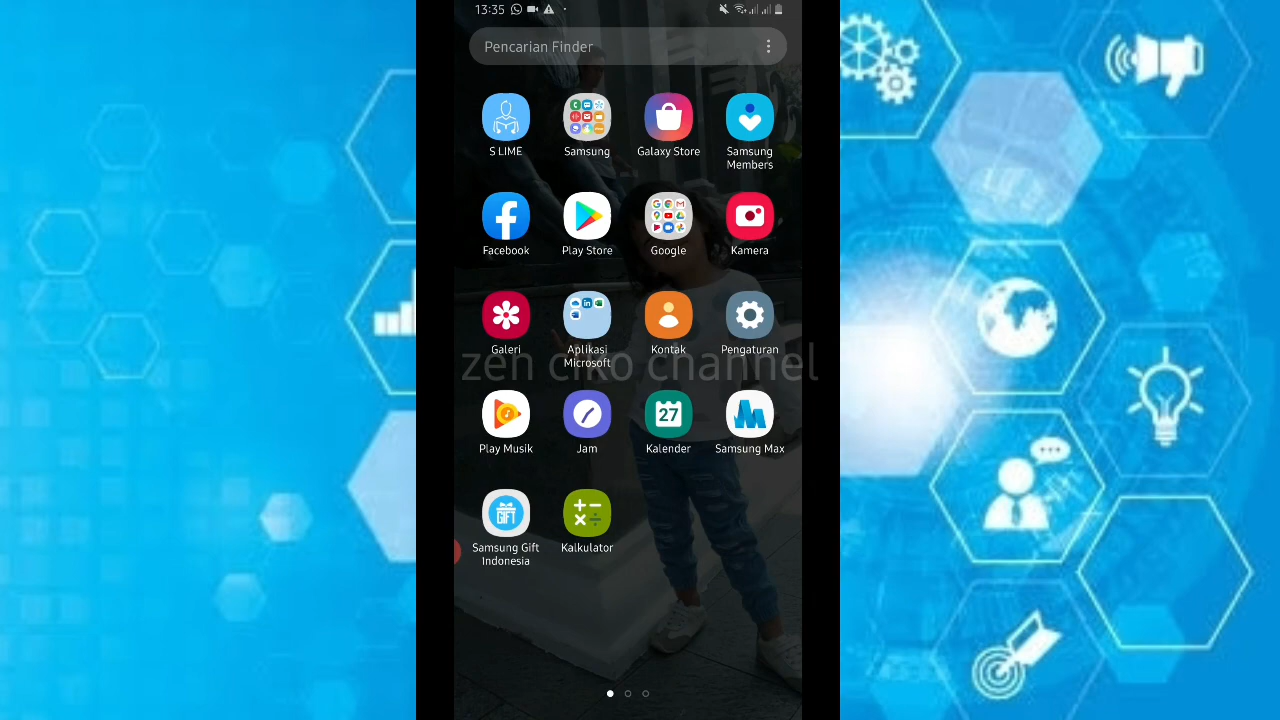 13:35
Pencarian Finder
S LIME
Samsung
Galaxy Store
Samsung
Members
Facebook
Play Store
Google
Kamera
Galeri
Aplikasi
Microsoft
Kontak
Pengaturan
zen ciko channel
Play Musik
Jam
27
Kalender
Samsung Max
GIFT
Samsung Gift
Indonesia
Kalkulator